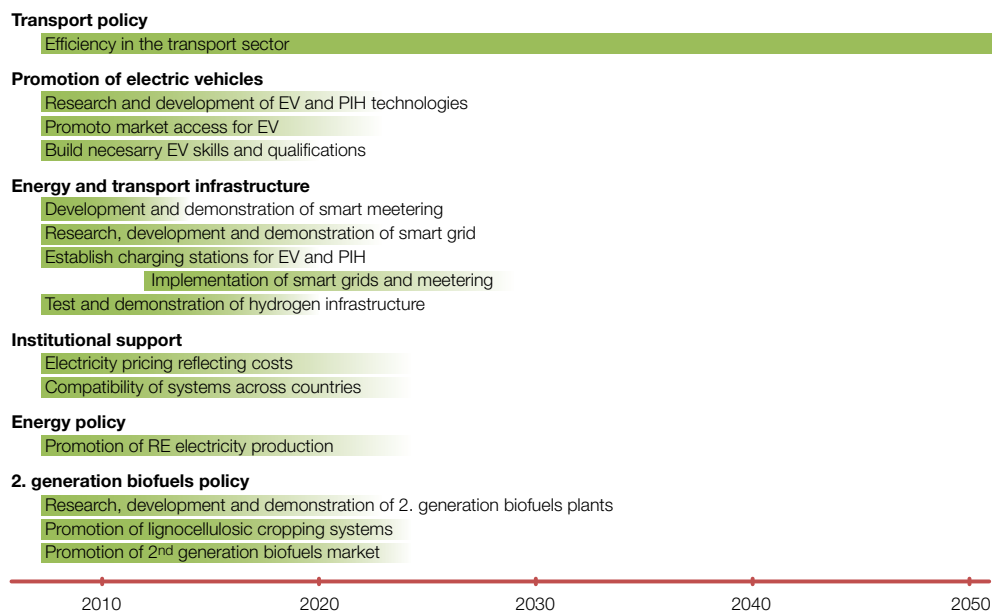 Transport policy
Efficiency in the transport sector
Promotion of electric vehicles
Research and development of EV and PIH technologies
Promoto market access for EV
Build necesarry EV skills and qualifications
Energy and transport infrastructure
Development and demonstration of smart meetering
Research, development and demonstration of smart grid
Establish charging stations for EV and PIH
Implementation of smart grids and meetering
Test and demonstration of hydrogen infrastructure
Institutional support
Electricity pricing reflecting costs
Compatibility of systems across countries
Energy policy
Promotion of RE electricity production
2. generation biofuels policy
Research, development and demonstration of 2. generation biofuels plants
Promotion of lignocellulosic cropping systems
Promotion of 2nd generation biofuels market
2010 2020 2030 2040 2050